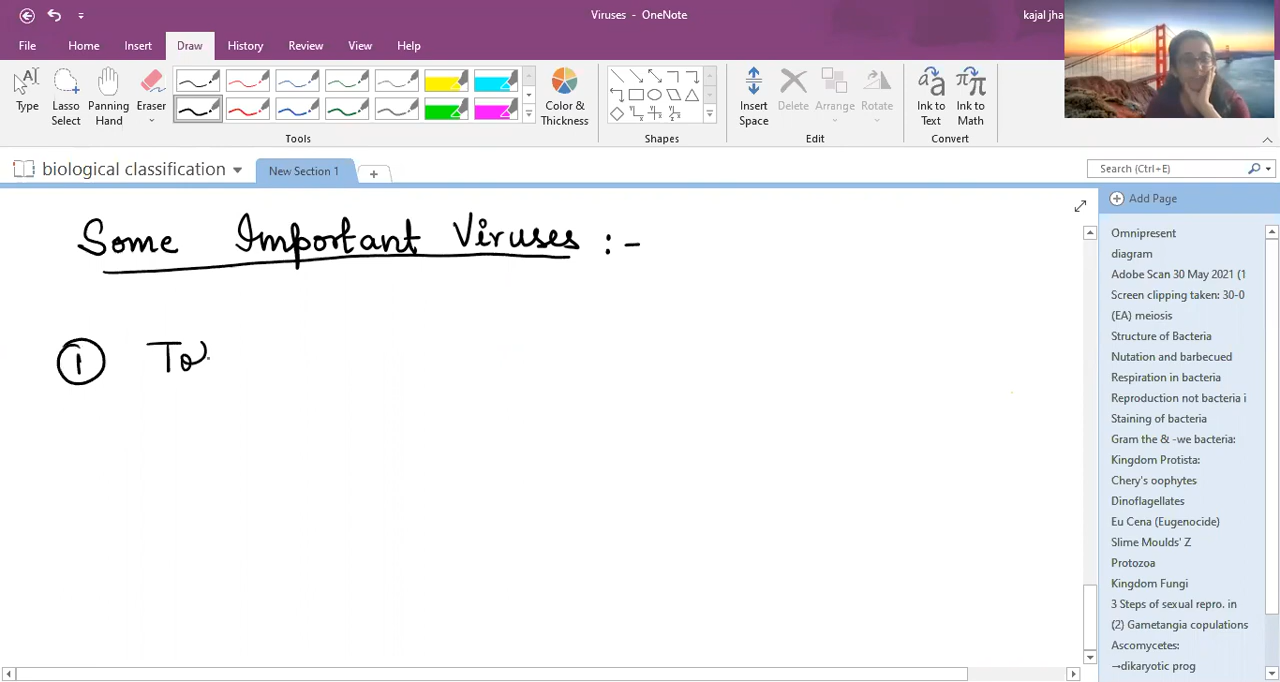 Viruses - OneNote
kajal jha
File
Home
Insert
Draw
History
Review
View
Help
Type
Lasso Select
Panning Hand
Eraser
Color & Thickness
Insert Space
Delete
Arrange
Rotate
Ink to Text
Ink to Math
Tools
Shapes
Edit
Convert
biological classification
New Section 1
Search (Ctrl+E)
Add Page
Some Important Viruses :-
① To
Omnipresent
diagram
Adobe Scan 30 May 2021 (1
Screen clipping taken: 30-0
(EA) meiosis
Structure of Bacteria
Nutation and barbecued
Respiration in bacteria
Reproduction not bacteria i
Staining of bacteria
Gram the & -we bacteria:
Kingdom Protista:
Chery's oophytes
Dinoflagellates
Eu Cena (Eugenocide)
Slime Moulds' Z
Protozoa
Kingdom Fungi
3 Steps of sexual repro. in
(2) Gametangia copulations
Ascomycetes:
→dikaryotic prog